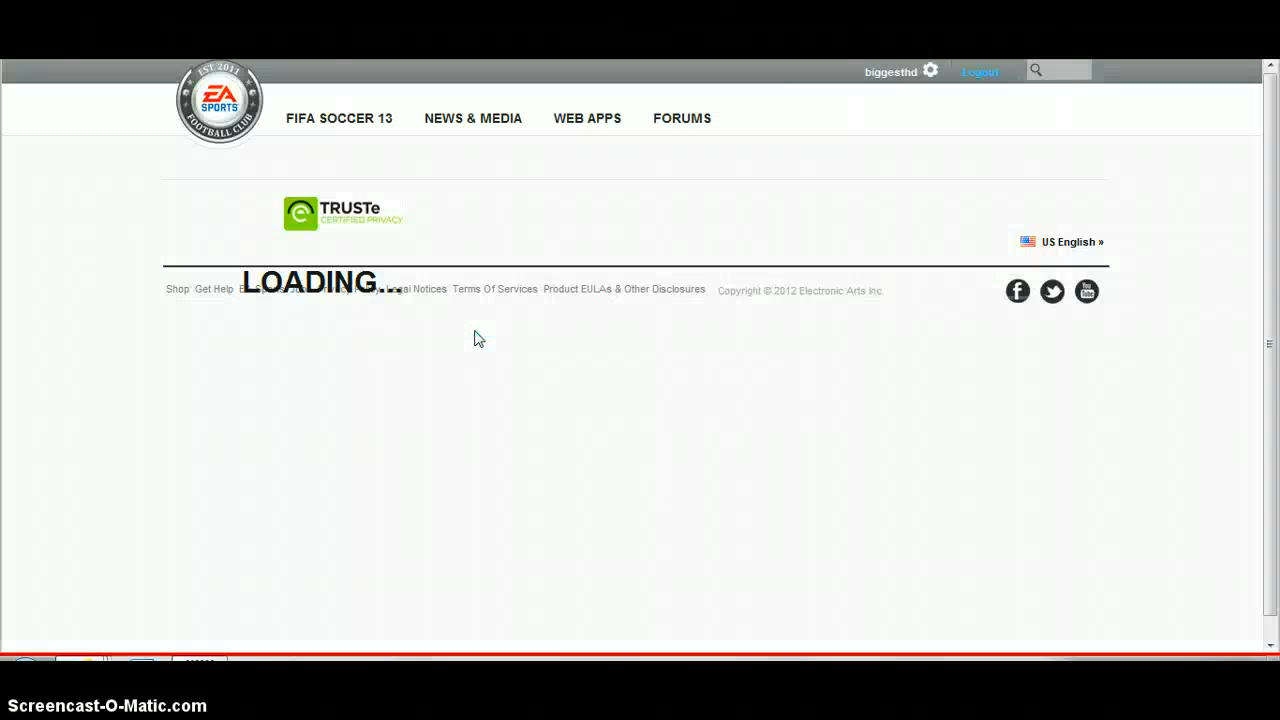 biggesthd Logout
EST. 2011
EA
SPORTS
FOOTBALL CLUB
FIFA SOCCER 13 NEWS & MEDIA WEB APPS FORUMS
TRUSTe
CERTIFIED PRIVACY
US English »
LOADING...
Shop Get Help Legal Notices Terms Of Services Product EULAs & Other Disclosures Copyright © 2012 Electronic Arts Inc.
You
Tube
Screencast-O-Matic.com